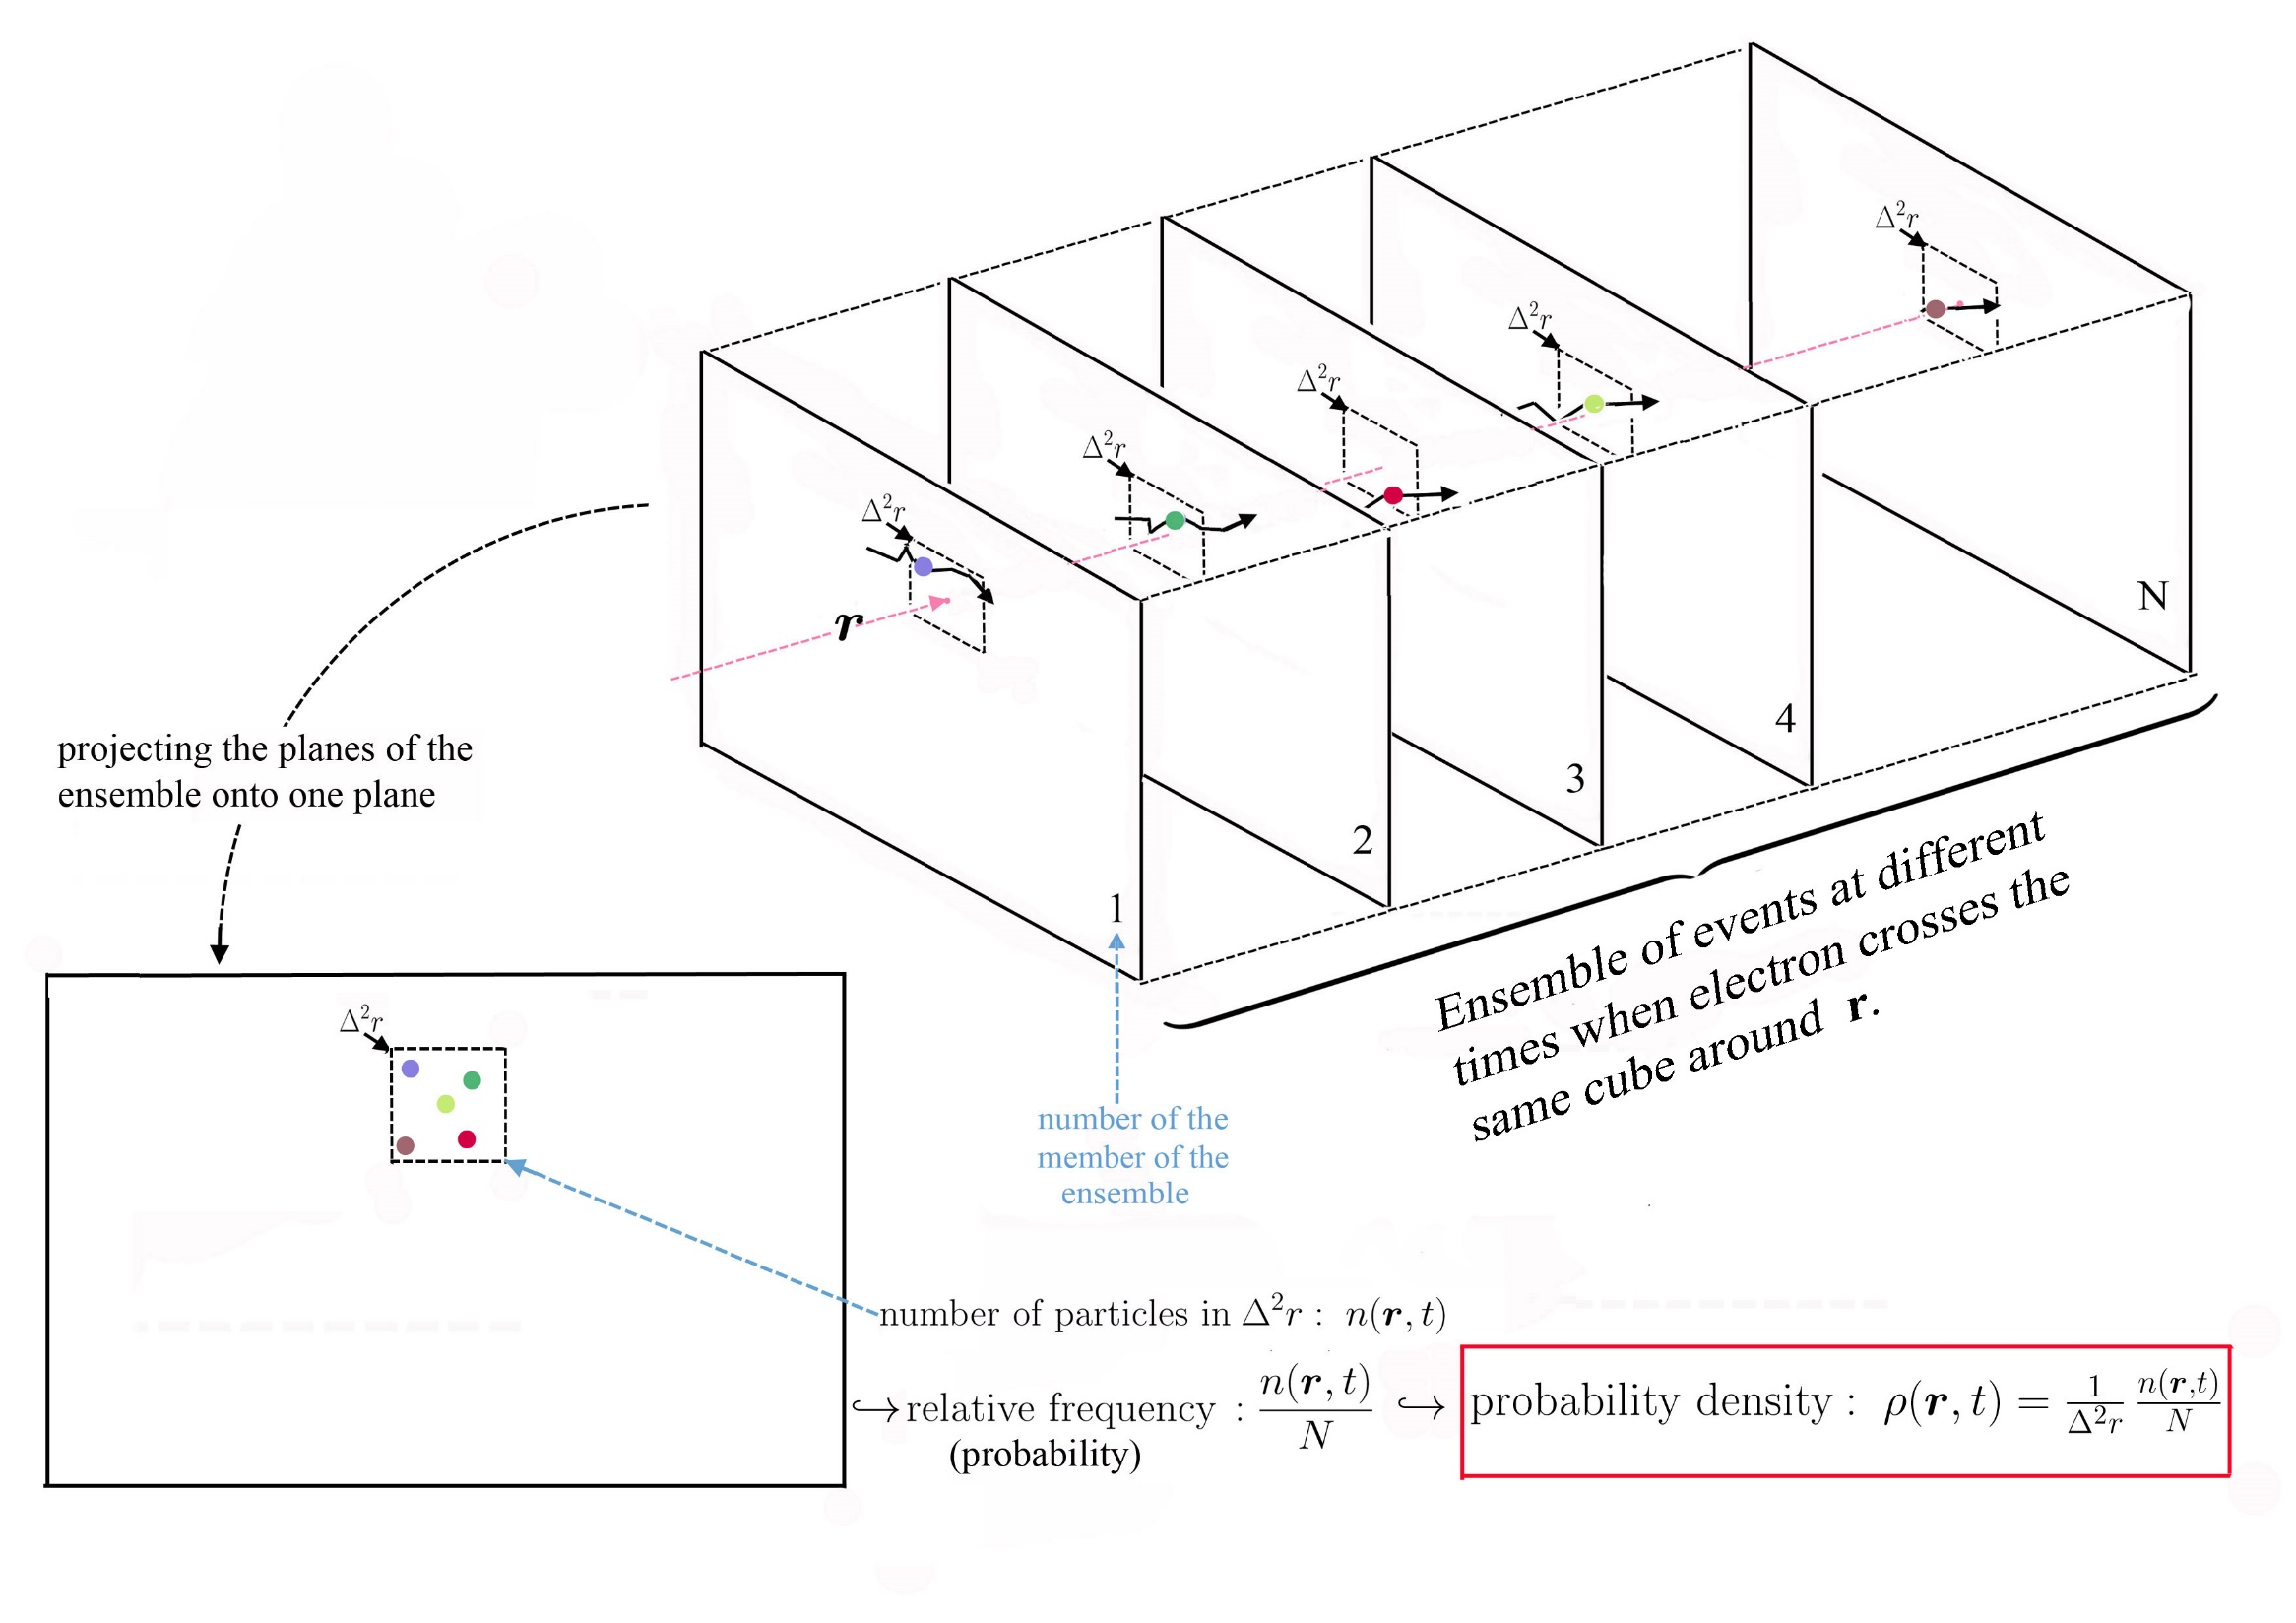 Δ²r
Δ²r
Δ²r
Δ²r
Δ²r
r
N
4
3
2
1
projecting the planes of the
ensemble onto one plane
Ensemble of events at different
times when electron crosses the
same cube around r.
Δ²r
number of the
member of the
ensemble
number of particles in Δ²r : n(r, t)
↪relative frequency : n(r, t)/N ↪ probability density : ρ(r, t) = 1/Δ²r n(r,t)/N
(probability)